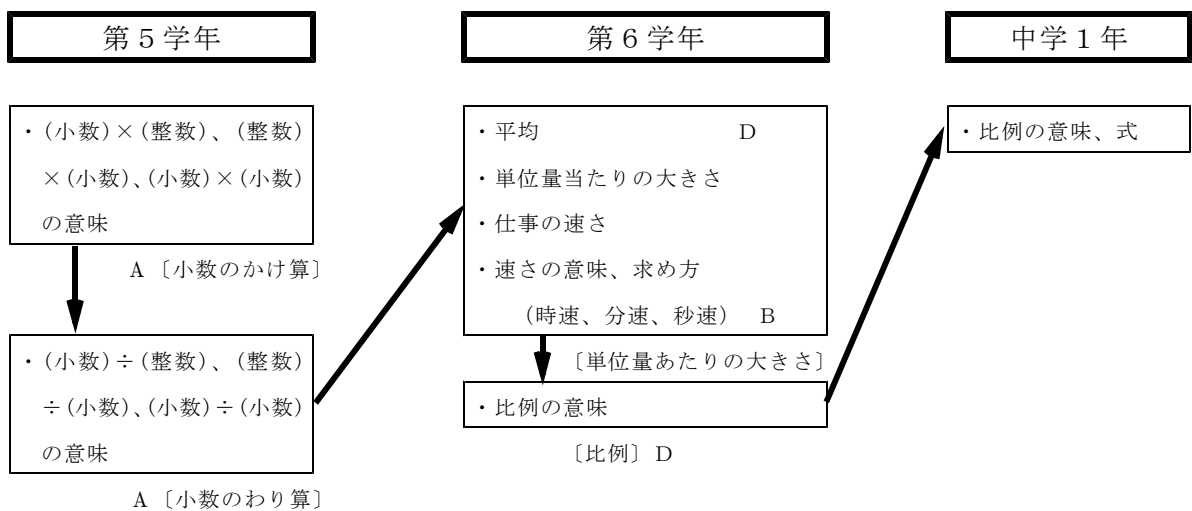 第５学年
第６学年
中学１年
・(小数)×(整数)、(整数)
×(小数)、(小数)×(小数)
の意味
A〔小数のかけ算〕
・(小数)÷(整数)、(整数)
÷(小数)、(小数)÷(小数)
の意味
A〔小数のわり算〕
・平均 D
・単位量当たりの大きさ
・仕事の速さ
・速さの意味、求め方
（時速、分速、秒速） B
〔単位量あたりの大きさ〕
・比例の意味
〔比例〕D
・比例の意味、式